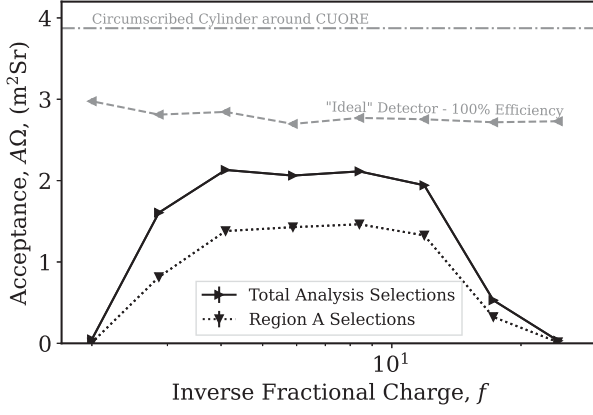 Circumscribed Cylinder around CUORE
"Ideal" Detector - 100% Efficiency
Acceptance, AΩ, (m²Sr)
4
3
2
1
0
Total Analysis Selections
Region A Selections
10¹
Inverse Fractional Charge, f